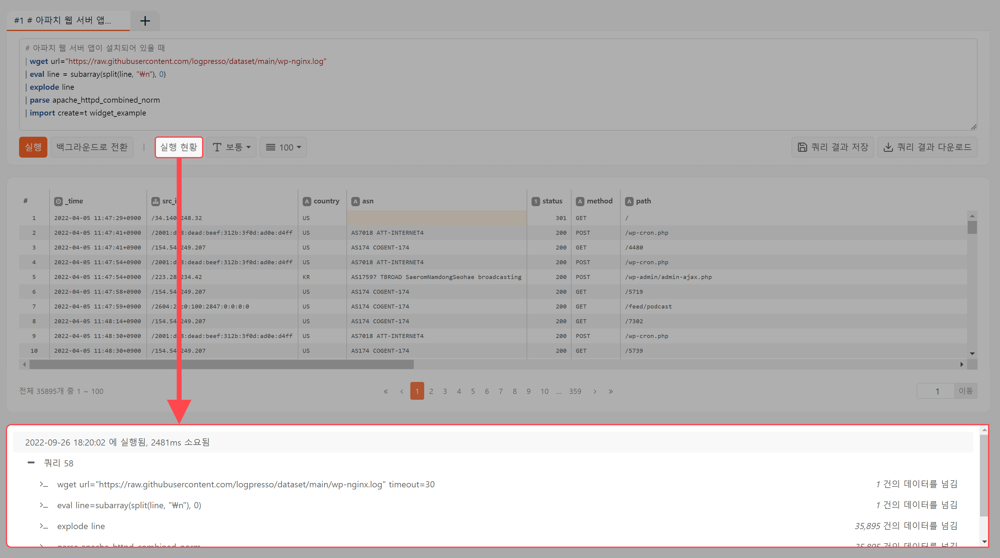 #1 # 아파치 웹 서버 앱...
# 아파치 웹 서버 앱이 설치되어 있을 때
| wget url="https://raw.githubusercontent.com/logpresso/dataset/main/wp-nginx.log"
| eval line = subarray(split(line, "₩n"), 0)
| explode line
| parse apache_httpd_combined_norm
| import create=t widget_example
실행 백그라운드로 전환 | 실행 현황 보통 100 쿼리 결과 저장 쿼리 결과 다운로드
# _time src_i country asn status method path
1 2022-04-05 11:47:29+0900 /34.140 248.32 US 301 GET /
2 2022-04-05 11:47:41+0900 /2001:d 8:dead:beef:312b:3f0d:ad0e:d4ff US AS7018 ATT-INTERNET4 200 POST /wp-cron.php
3 2022-04-05 11:47:41+0900 /154.54 249.207 US AS174 COGENT-174 200 GET /4480
4 2022-04-05 11:47:54+0900 /2001:d 8:dead:beef:312b:3f0d:ad0e:d4ff US AS7018 ATT-INTERNET4 200 POST /wp-cron.php
5 2022-04-05 11:47:54+0900 /223.28 234.42 KR AS17597 TBROAD SaeromNamdongSeohae broadcasting 200 POST /wp-admin/admin-ajax.php
6 2022-04-05 11:47:58+0900 /154.54 249.207 US AS174 COGENT-174 200 GET /5719
7 2022-04-05 11:47:59+0900 /2604:2 c0:100:2847:0:0:0:0 US AS174 COGENT-174 200 GET /feed/podcast
8 2022-04-05 11:48:14+0900 /154.54 249.207 US AS174 COGENT-174 200 GET /7302
9 2022-04-05 11:48:30+0900 /2001:d 8:dead:beef:312b:3f0d:ad0e:d4ff US AS7018 ATT-INTERNET4 200 POST /wp-cron.php
10 2022-04-05 11:48:30+0900 /154.54 249.207 US AS174 COGENT-174 200 GET /5739
전체 35895개 중 1 ~ 100 « ‹ 1 2 3 4 5 6 7 8 9 10 ... 359 › » 1 이동
2022-09-26 18:20:02 에 실행됨, 2481ms 소요됨
쿼리 58
wget url="https://raw.githubusercontent.com/logpresso/dataset/main/wp-nginx.log" timeout=30 1 건의 데이터를 넘김
eval line=subarray(split(line, "₩n"), 0) 1 건의 데이터를 넘김
explode line 35,895 건의 데이터를 넘김
parse apache_httpd_combined_norm 35,895 건의 데이터를 넘김